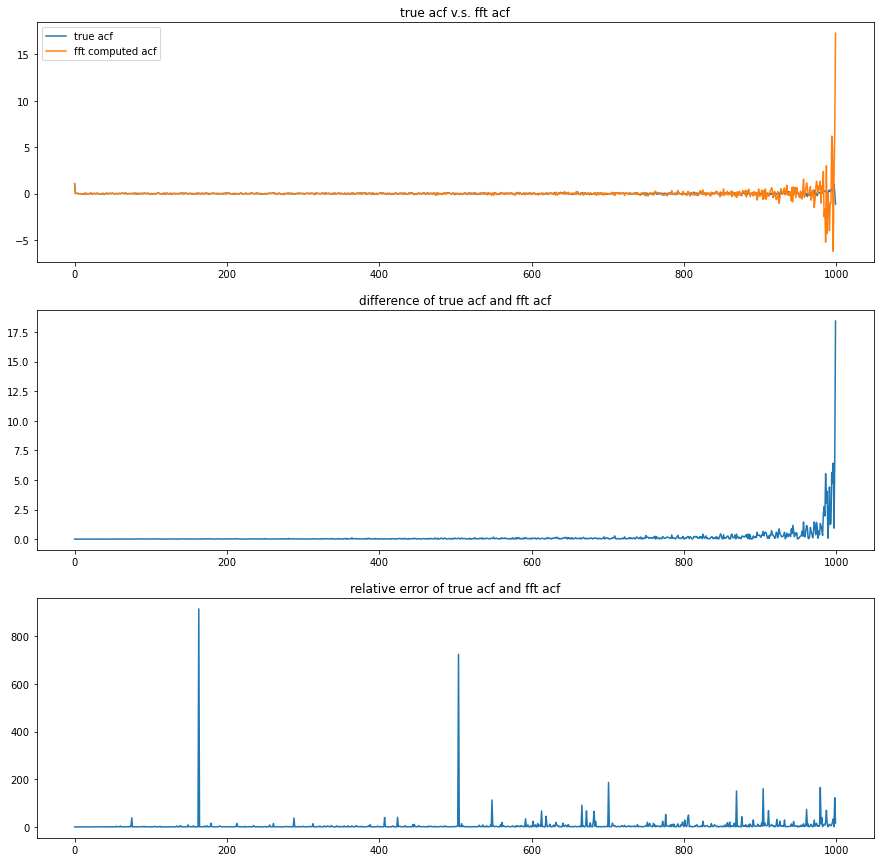 true acf v.s. fft acf
true acf
fft computed acf
15
10
5
0
−5
0 200 400 600 800 1000
difference of true acf and fft acf
17.5
15.0
12.5
10.0
7.5
5.0
2.5
0.0
0 200 400 600 800 1000
relative error of true acf and fft acf
800
600
400
200
0
0 200 400 600 800 1000